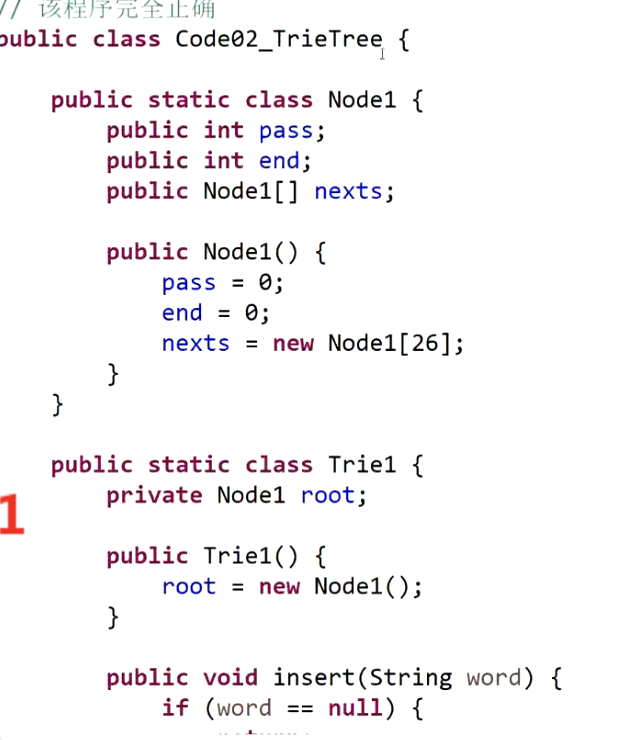 // 该程序完全正确
public class Code02_TrieTree {
public static class Node1 {
public int pass;
public int end;
public Node1[] nexts;
public Node1() {
pass = 0;
end = 0;
nexts = new Node1[26];
}
}
public static class Trie1 {
private Node1 root;
1
public Trie1() {
root = new Node1();
}
public void insert(String word) {
if (word == null) {